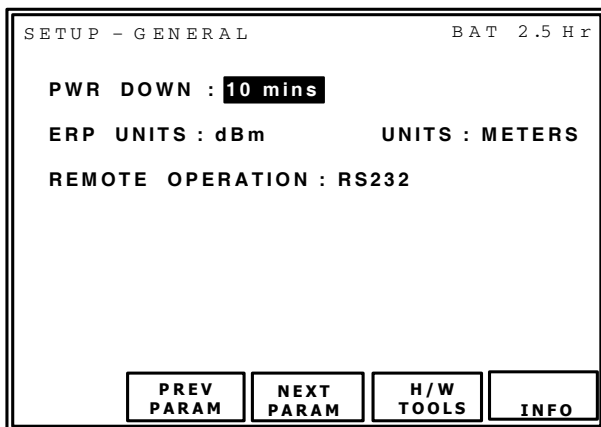 SETUP - GENERAL BAT 2.5 Hr
PWR DOWN : 10 mins
ERP UNITS : dBm UNITS : METERS
REMOTE OPERATION : RS232
PREV PARAM
NEXT PARAM
H/W TOOLS
INFO